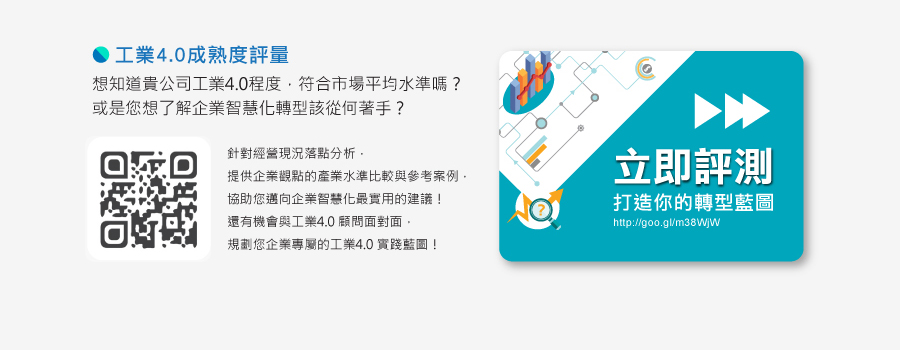 工業4.0成熟度評量
想知道貴公司工業4.0程度，符合市場平均水準嗎？
或是您想了解企業智慧化轉型該從何著手？
針對經營現況落點分析，
提供企業觀點的產業水準比較與參考案例，
協助您邁向企業智慧化最實用的建議！
還有機會與工業4.0 顧問面對面，
規劃您企業專屬的工業4.0 實踐藍圖！
立即評測
打造你的轉型藍圖
http://goo.gl/m38WjW
?